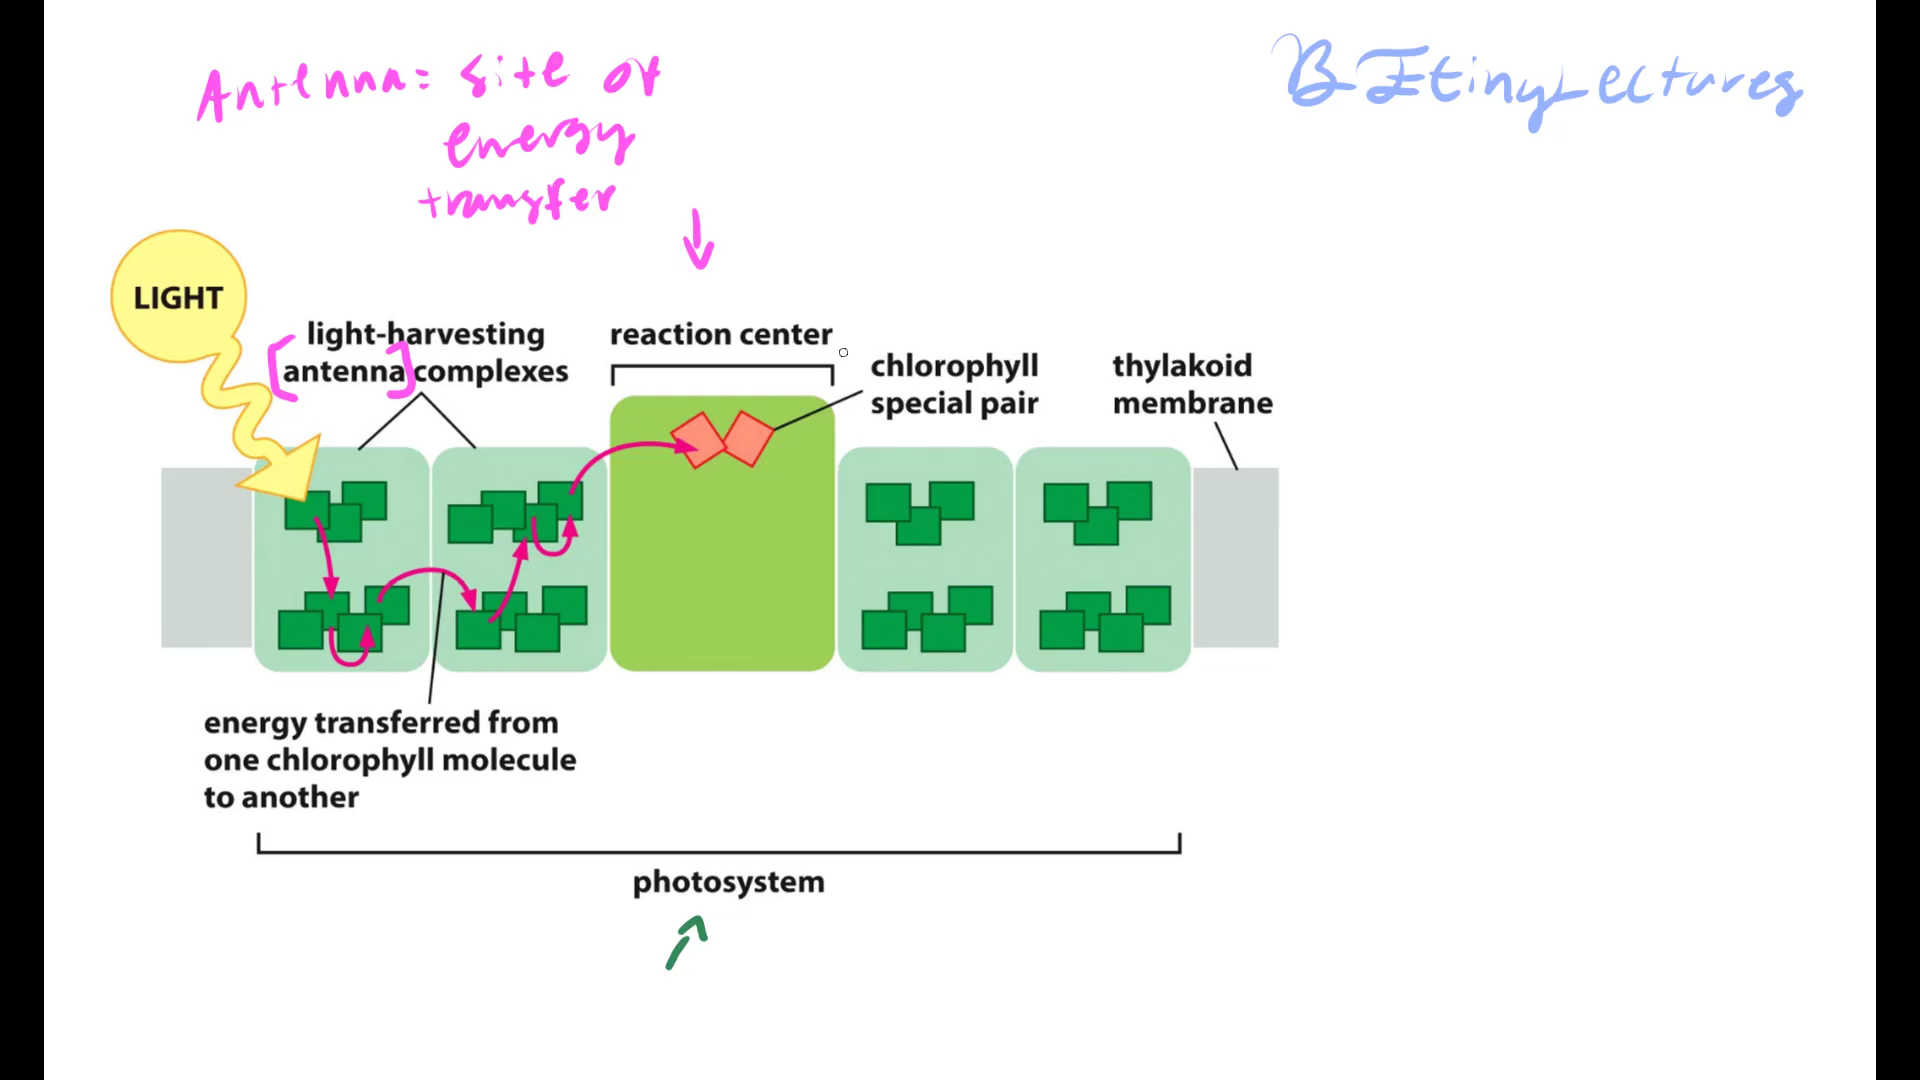 Antenna: site of
energy
transfer
BIEtinyLectures
LIGHT
light-harvesting
[antenna] complexes
reaction center
chlorophyll
special pair
thylakoid
membrane
energy transferred from
one chlorophyll molecule
to another
photosystem